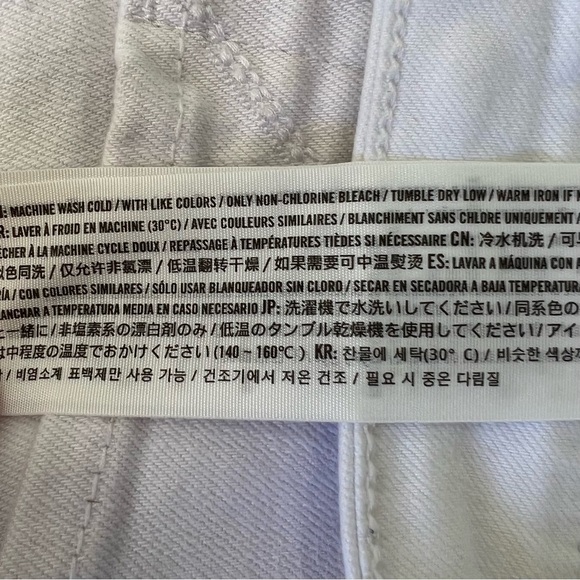 : MACHINE WASH COLD / WITH LIKE COLORS / ONLY NON-CHLORINE BLEACH / TUMBLE DRY LOW / WARM IRON IF
R: LAVER À FROID EN MACHINE (30°C) / AVEC COULEURS SIMILAIRES / BLANCHIMENT SANS CHLORE UNIQUEMENT /
ÉCHER À LA MACHINE CYCLE DOUX / REPASSAGE À TEMPÉRATURES TIÈDES SI NÉCESSAIRE CN: 冷水机洗 / 可与
似色同洗 / 仅允许非氯漂 / 低温翻转干燥 / 如果需要可中温熨烫 ES: LAVAR A MÁQUINA CON A
RÍA / CON COLORES SIMILARES / SÓLO USAR BLANQUEADOR SIN CLORO / SECAR EN SECADORA A BAJA TEMPERATURA
LANCHAR A TEMPERATURA MEDIA EN CASO NECESARIO JP: 洗濯機で水洗いしてください / 同系色の
と一緒に / 非塩素系の漂白剤のみ / 低温のタンブル乾燥機を使用してください / アイ
は中程度の温度でおかけください (140~160℃) KR: 찬물에 세탁(30° C) / 비슷한 색상
/ 비염소계 표백제만 사용 가능 / 건조기에서 저온 건조 / 필요 시 중온 다림질